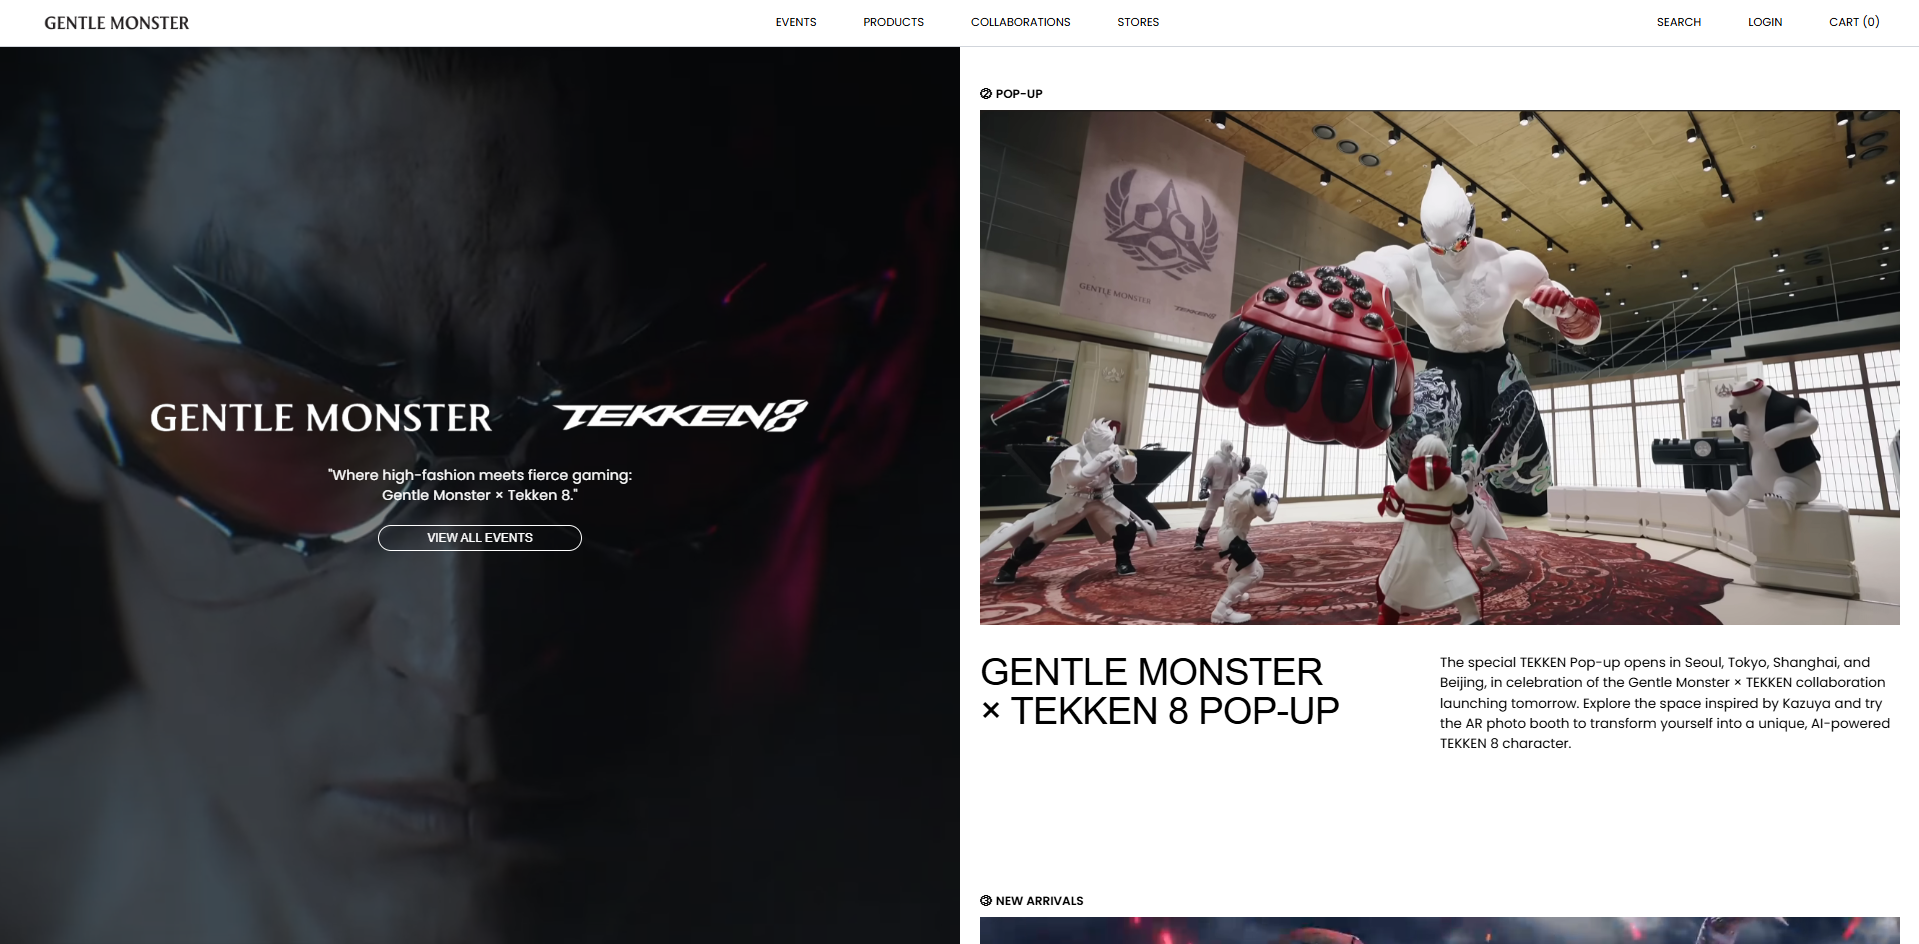 GENTLE MONSTER
EVENTS
PRODUCTS
COLLABORATIONS
STORES
SEARCH
LOGIN
CART (0)
GENTLE MONSTER
TEKKEN8
"Where high-fashion meets fierce gaming:
Gentle Monster × Tekken 8."
VIEW ALL EVENTS
② POP-UP
GENTLE MONSTER
TEKKEN8
GENTLE MONSTER
× TEKKEN 8 POP-UP
The special TEKKEN Pop-up opens in Seoul, Tokyo, Shanghai, and
Beijing, in celebration of the Gentle Monster × TEKKEN collaboration
launching tomorrow. Explore the space inspired by Kazuya and try
the AR photo booth to transform yourself into a unique, AI-powered
TEKKEN 8 character.
③ NEW ARRIVALS